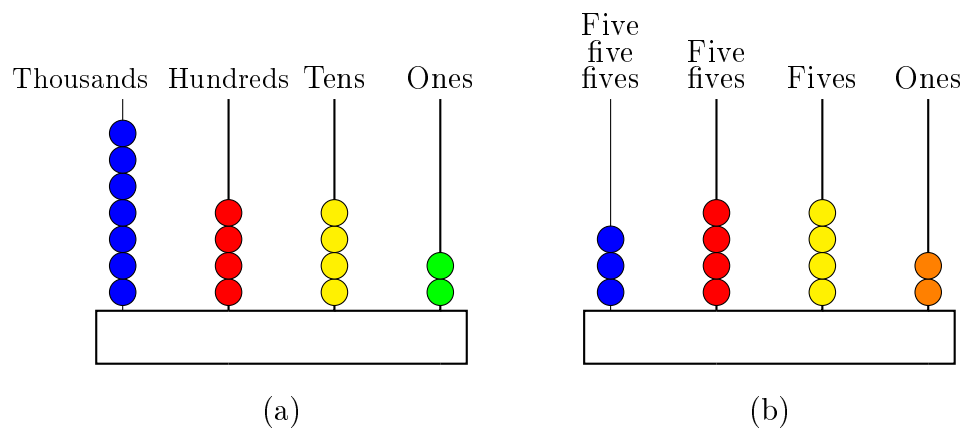 Thousands Hundreds Tens Ones
(a)
Five
five
fives
Five
fives
Fives
Ones
(b)